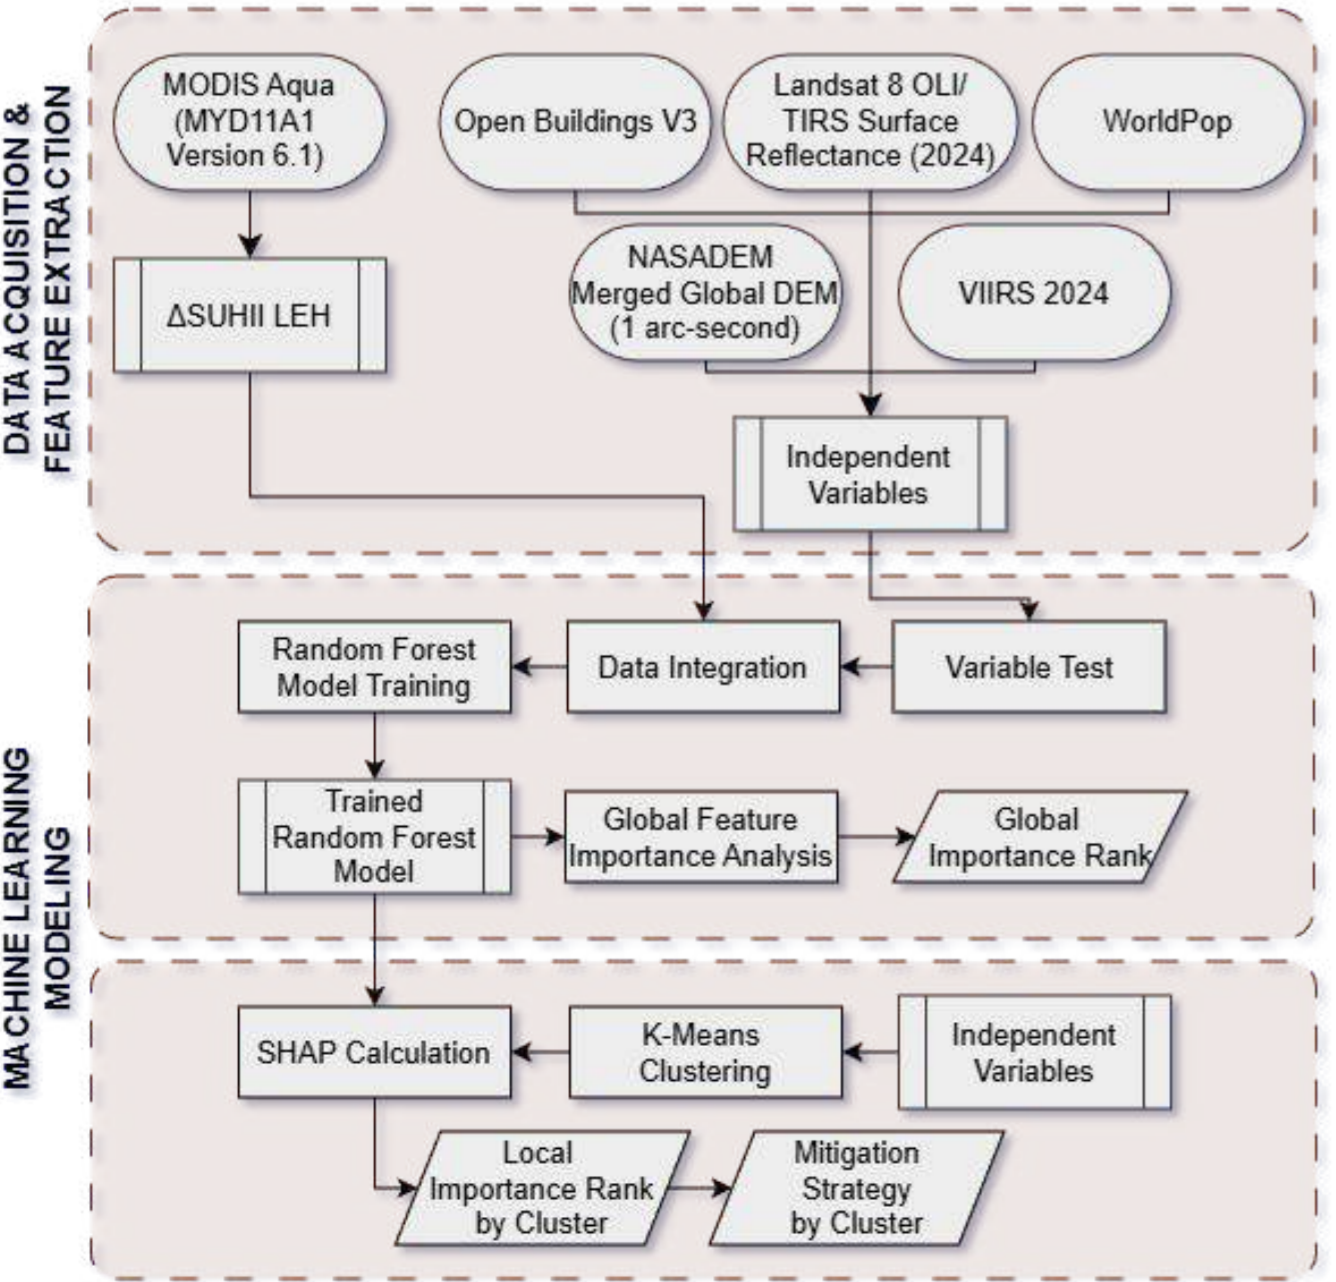 DATA ACQUISITION &
FEATURE EXTRACTION
MODIS Aqua
(MYD11A1
Version 6.1)
Open Buildings V3
Landsat 8 OLI/
TIRS Surface
Reflectance (2024)
WorldPop
ΔSUHII LEH
NASADEM
Merged Global DEM
(1 arc-second)
VIIRS 2024
Independent
Variables
MACHINE LEARNING
MODELING
Random Forest
Model Training
Data Integration
Variable Test
Trained
Random Forest
Model
Global Feature
Importance Analysis
Global
Importance Rank
SHAP Calculation
K-Means
Clustering
Independent
Variables
Local
Importance Rank
by Cluster
Mitigation
Strategy
by Cluster